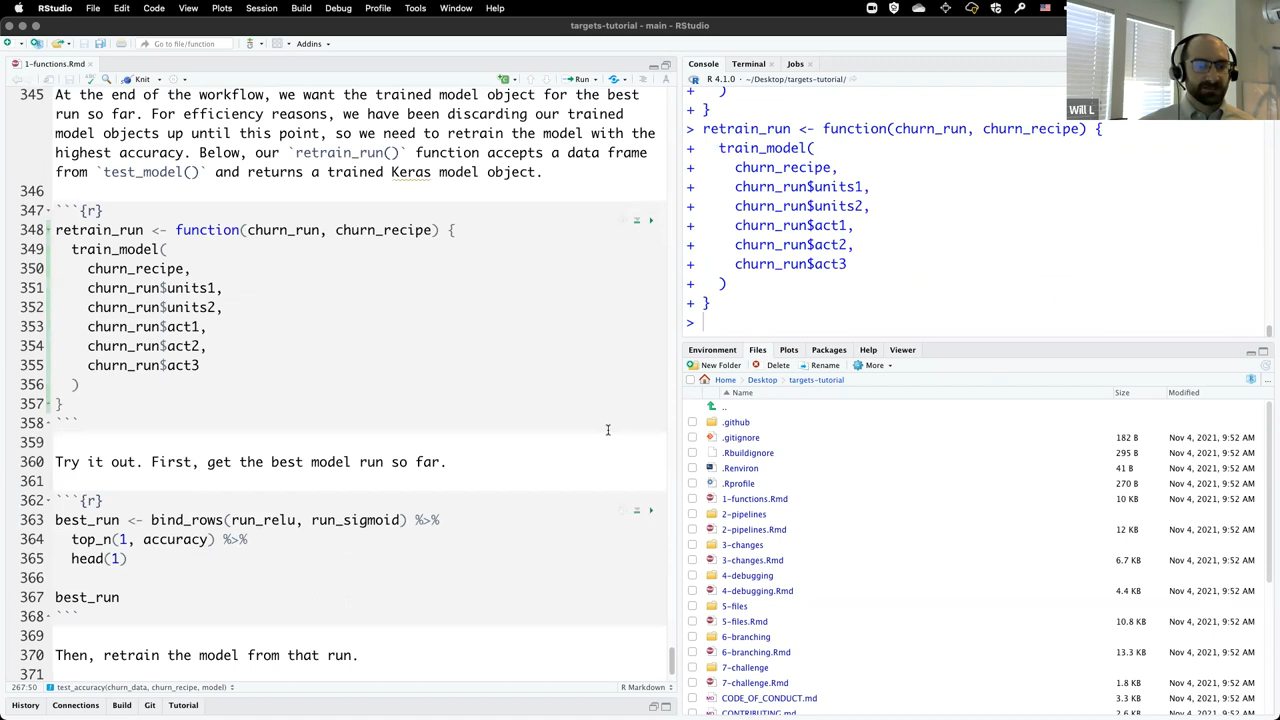 RStudio File Edit Code View Plots Session Build Debug Profile Tools Window Help
targets-tutorial - main - RStudio
Go to file/function Addins
1-functions.Rmd
Knit Run
345 At the end of the workflow, we want the trained model object for the best
run so far. For efficiency reasons, we have been discarding our trained
model objects up until this point, so we need to retrain the model with the
highest accuracy. Below, our `retrain_run()` function accepts a data frame
from `test_model()` and returns a trained Keras model object.
346
347 ```{r}
348 retrain_run <- function(churn_run, churn_recipe) {
349 train_model(
350 churn_recipe,
351 churn_run$units1,
352 churn_run$units2,
353 churn_run$act1,
354 churn_run$act2,
355 churn_run$act3
356 )
357 }
358 ```
359
360 Try it out. First, get the best model run so far.
361
362 ```{r}
363 best_run <- bind_rows(run_relu, run_sigmoid) %>%
364 top_n(1, accuracy) %>%
365 head(1)
366
367 best_run
368 ```
369
370 Then, retrain the model from that run.
371
267:50 test_accuracy(churn_data, churn_recipe, model) R Markdown
History Connections Build Git Tutorial
Console Terminal Jobs
R 4.1.0 · ~/Desktop/targets-tutorial/
+ )
+ }
> retrain_run <- function(churn_run, churn_recipe) {
+ train_model(
+ churn_recipe,
+ churn_run$units1,
+ churn_run$units2,
+ churn_run$act1,
+ churn_run$act2,
+ churn_run$act3
+ )
+ }
>
Will L
Environment Files Plots Packages Help Viewer
New Folder Delete Rename More
Home Desktop targets-tutorial
Name Size Modified
..
.github
.gitignore 182 B Nov 4, 2021, 9:52 AM
.Rbuildignore 295 B Nov 4, 2021, 9:52 AM
.Renviron 41 B Nov 4, 2021, 9:52 AM
.Rprofile 270 B Nov 4, 2021, 9:52 AM
1-functions.Rmd 10 KB Nov 4, 2021, 9:52 AM
2-pipelines
2-pipelines.Rmd 12 KB Nov 4, 2021, 9:52 AM
3-changes
3-changes.Rmd 6.7 KB Nov 4, 2021, 9:52 AM
4-debugging
4-debugging.Rmd 4.4 KB Nov 4, 2021, 9:52 AM
5-files
5-files.Rmd 10.8 KB Nov 4, 2021, 9:52 AM
6-branching
6-branching.Rmd 13.3 KB Nov 4, 2021, 9:52 AM
7-challenge
7-challenge.Rmd 1.8 KB Nov 4, 2021, 9:52 AM
CODE_OF_CONDUCT.md 3.3 KB Nov 4, 2021, 9:52 AM
CONTRIBUTING.md 2.6 KB Nov 4, 2021, 9:52 AM